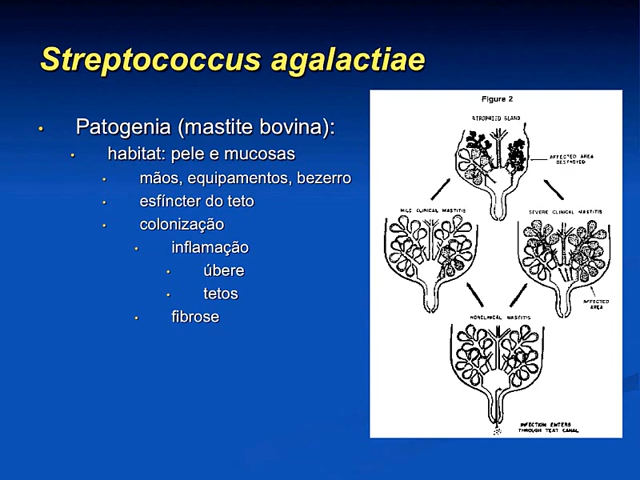 Streptococcus agalactiae
• Patogenia (mastite bovina):
• habitat: pele e mucosas
• mãos, equipamentos, bezerro
• esfíncter do teto
• colonização
• inflamação
• úbere
• tetos
• fibrose
Figure 2
ATROPHIED GLAND
AFFECTED AREA
DESTROYED
MILD CLINICAL MASTITIS
SEVERE CLINICAL MASTITIS
AFFECTED
AREA
NONCLINICAL MASTITIS
INFECTION ENTERS
THROUGH TEAT CANAL